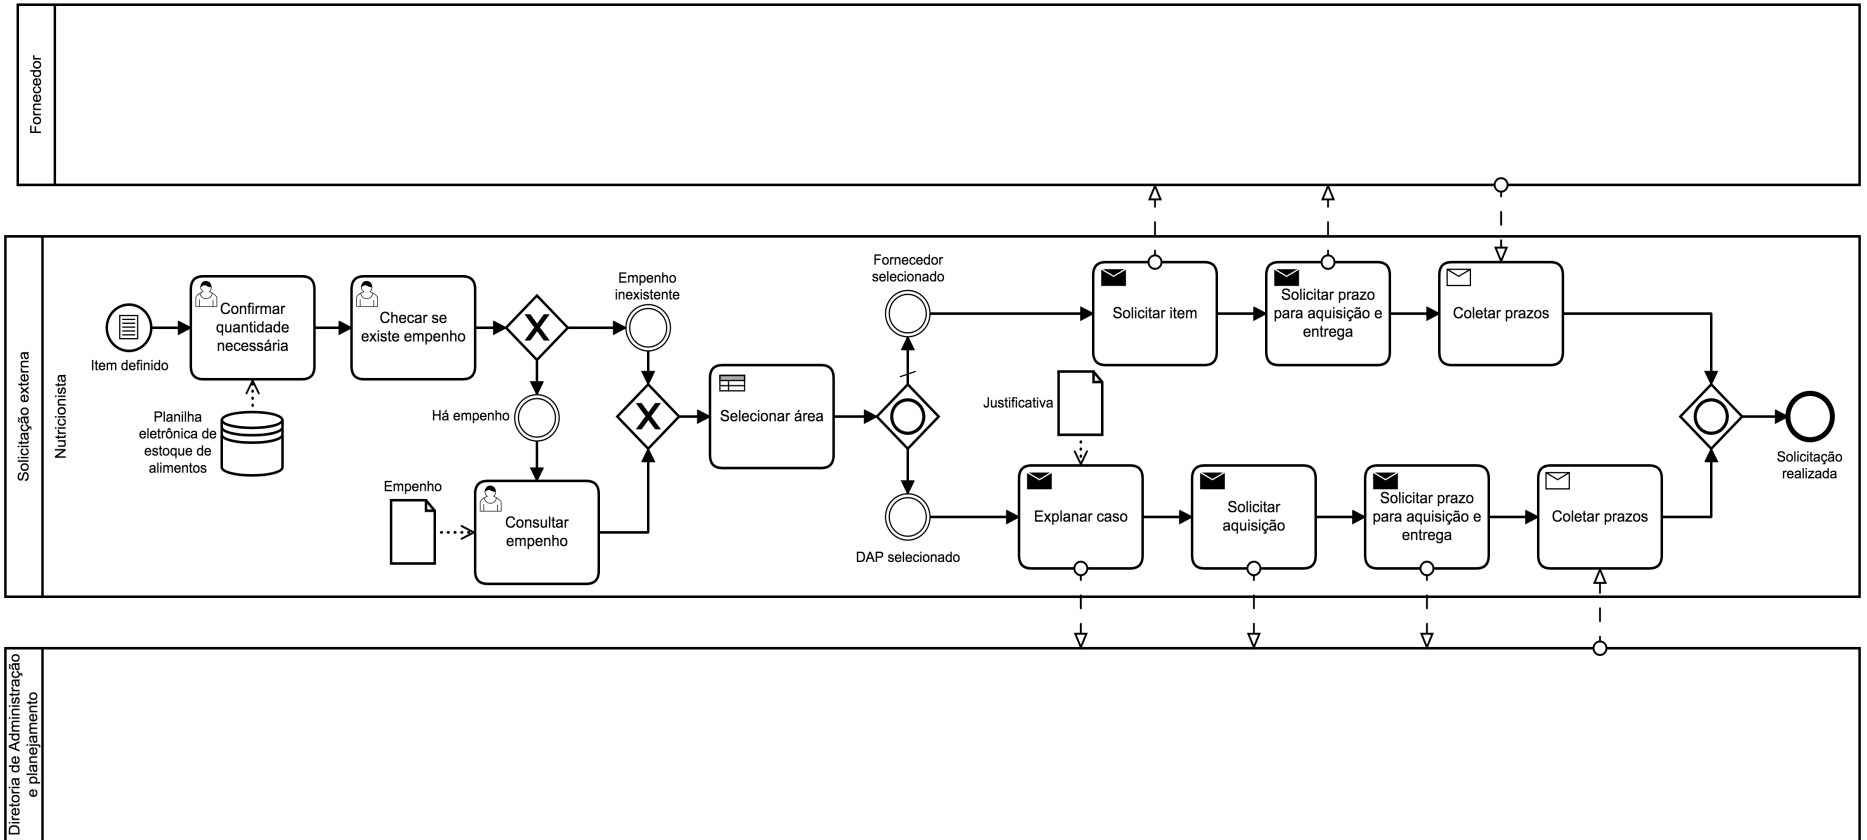 Fornecedor
Solicitação externa
Nutricionista
Item definido
Confirmar
quantidade
necessária
Planilha
eletrônica de
estoque de
alimentos
Checar se
existe empenho
X
Empenho
inexistente
Há empenho
Empenho
Consultar
empenho
X
Selecionar área
Fornecedor
selecionado
DAP selecionado
Solicitar item
Solicitar prazo
para aquisição e
entrega
Coletar prazos
Justificativa
Explanar caso
Solicitar
aquisição
Solicitar prazo
para aquisição e
entrega
Coletar prazos
Solicitação
realizada
Diretoria de Administração
e planejamento